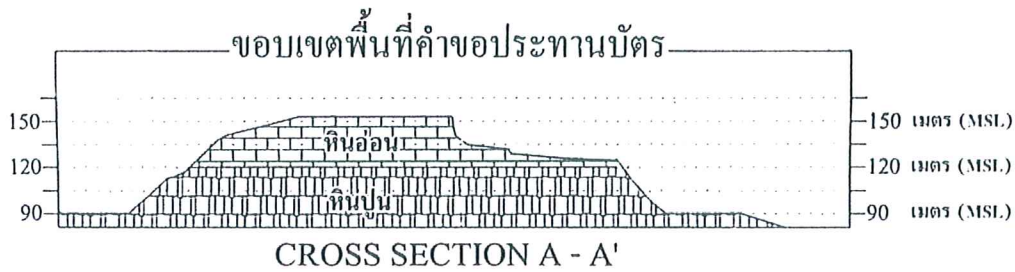 ขอบเขตพื้นที่คำขอประทานบัตร
150 150 เมตร (MSL)
หินอ่อน
120 120 เมตร (MSL)
หินปูน
90 90 เมตร (MSL)
CROSS SECTION A - A'